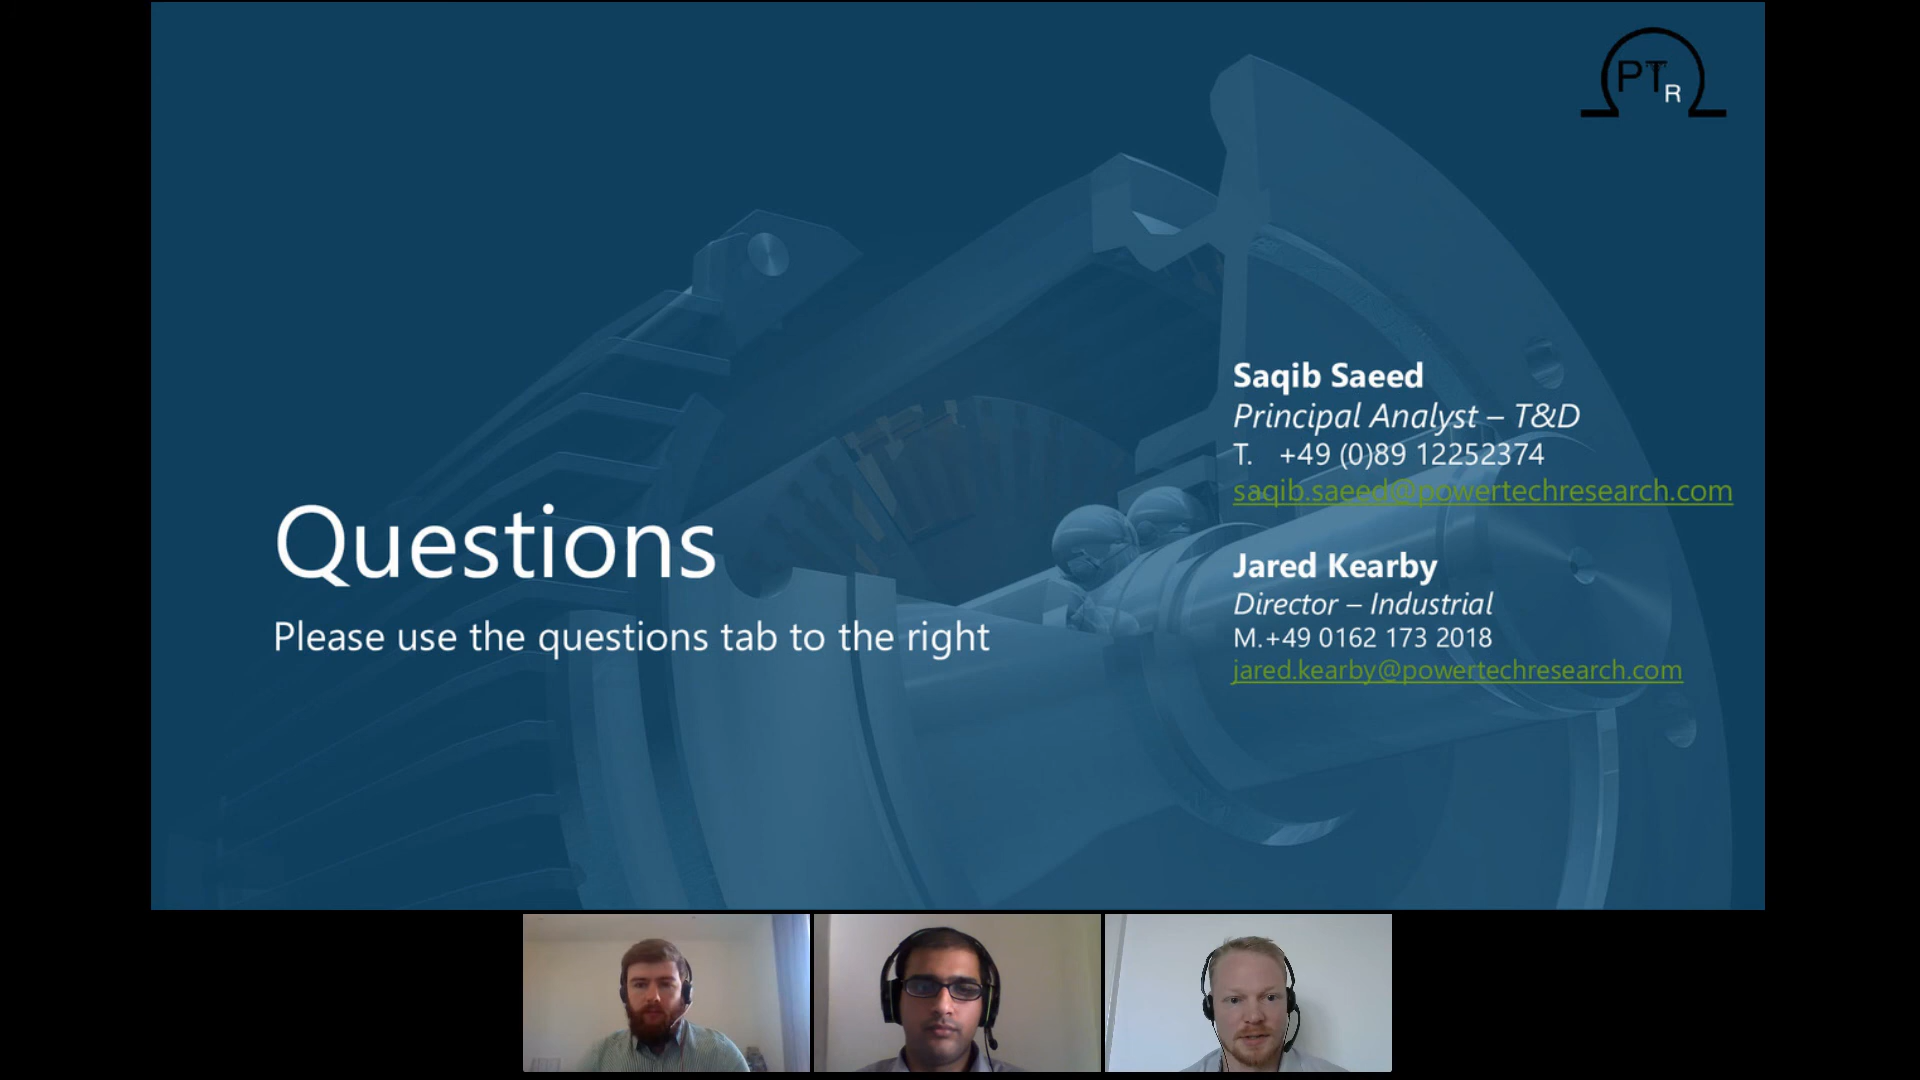 PTR
Saqib Saeed
Principal Analyst – T&D
T. +49 (0)89 12252374
saqib.saeed@powertechresearch.com
Questions
Please use the questions tab to the right
Jared Kearby
Director – Industrial
M.+49 0162 173 2018
jared.kearby@powertechresearch.com